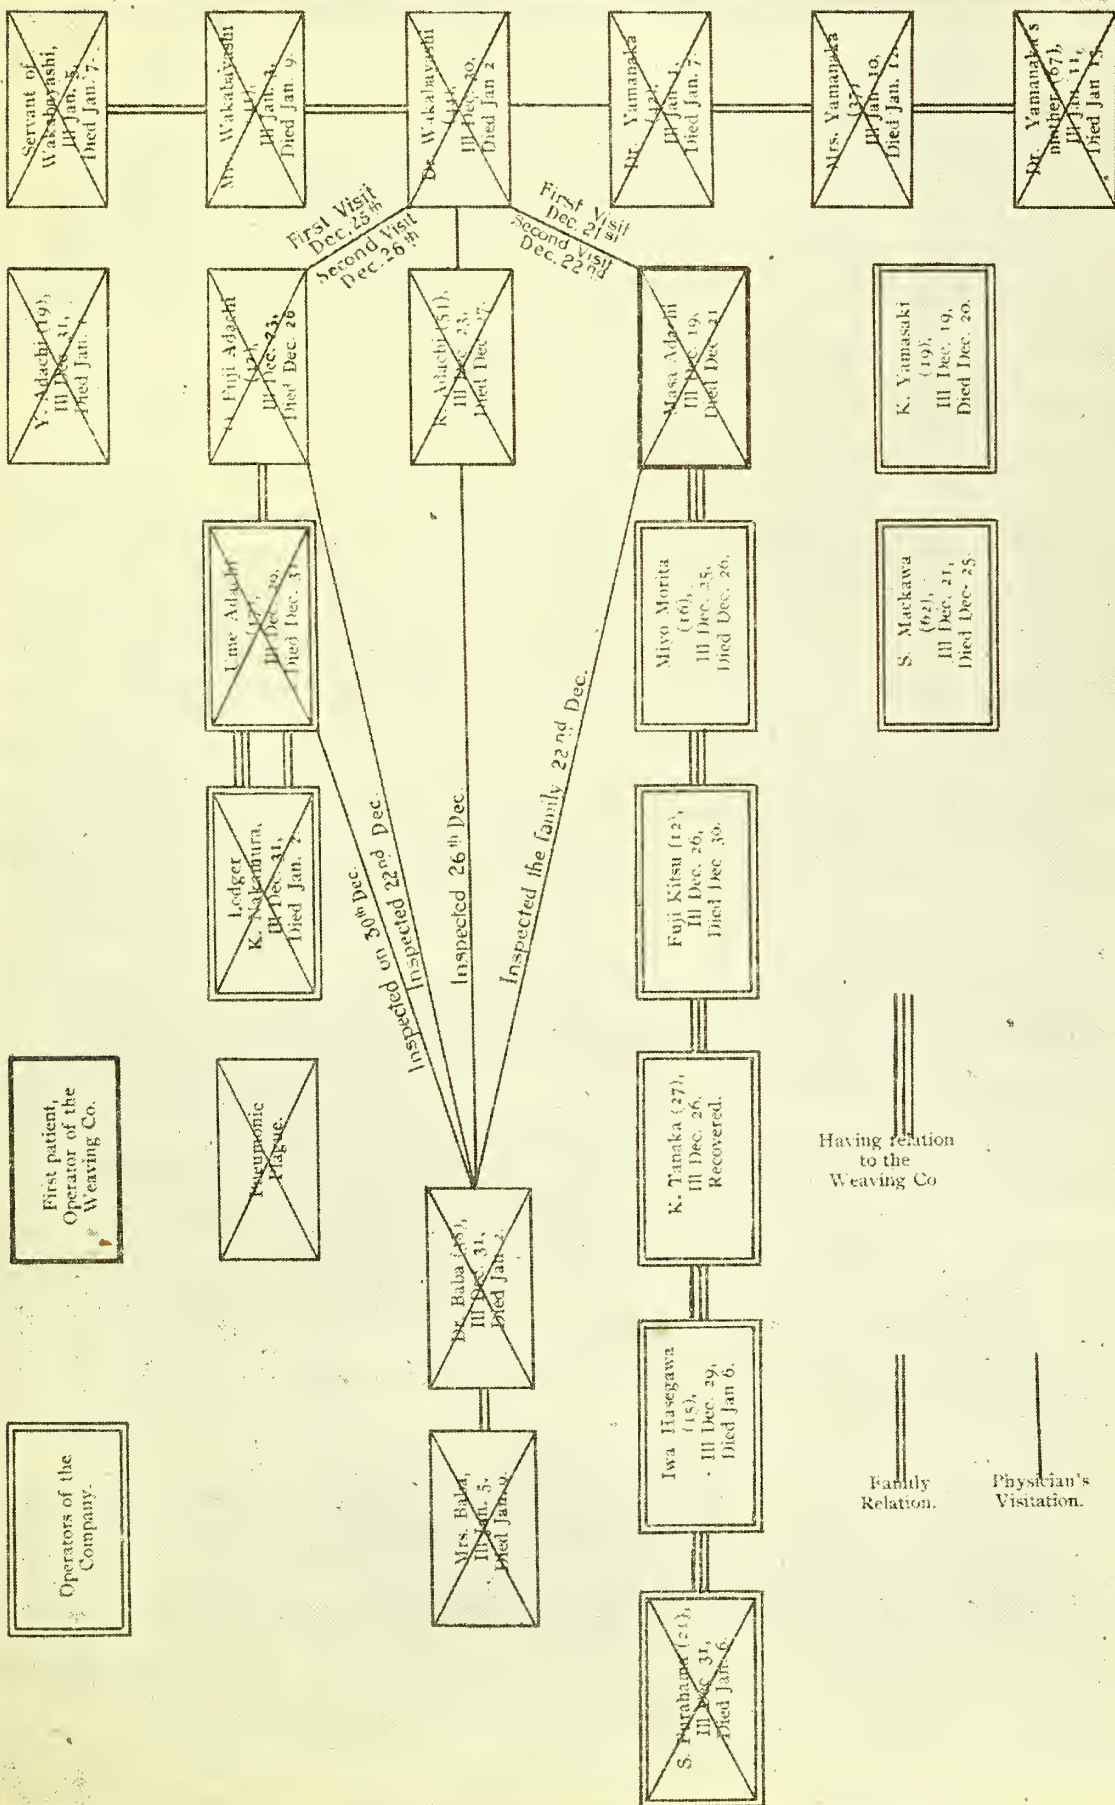 Servant of
Wakabayashi,
Ill Jan. 5,
Died Jan. 7.
Mrs. Wakabayashi
Ill Jan.
Died Jan. 9.
Dr. Wakabayashi
Ill Dec. 30,
Died Jan 2
Dr. Yamanaka
(42),
Ill Jan.
Died Jan. 7.
Mrs. Yamanaka
(37)
Ill Jan 10,
Died Jan.
Dr. Yamanaka's
mother, (67),
Ill Jan. 11,
Died Jan 13.
First Visit
Dec. 25th
Second Visit
Dec. 26th
First Visit
Dec. 21st
Second Visit
Dec. 22nd
Y. Adachi (19),
Ill Dec. 31,
Died Jan.
Fuji Adachi
Ill Dec. 23,
Died Dec. 26
R. Adachi (51),
Ill Dec 23,
Died Dec 27.
Masa Adachi
Ill Dec. 19,
Died Dec 21
K. Yamasaki
(19),
Ill Dec. 19,
Died Dec. 20.
Ume Adachi
Ill Dec.
Died Dec. 31
Miyo Morita
(16),
Ill Dec. 25,
Died Dec. 26.
S. Mackawa
(62),
Ill Dec. 21,
Died Dec- 25.
Lodger
K. Nakamura,
Ill Dec 31,
Died Jan. 2.
Inspected on 30th Dec.
Inspected 22nd Dec.
Inspected 26th Dec.
Inspected the family 22nd Dec.
Fuji Kitsu (12),
Ill Dec. 26,
Died Dec 30.
First patient,
Operator of the
Weaving Co.
Pneumonic
Plague.
K. Tanaka (27),
Ill Dec. 26.
Recovered.
Having relation
to the
Weaving Co
Dr. Baba
Ill Dec. 31,
Died Jan. 2.
Operators of the
Company.
Mrs. Baba,
Ill Jan. 5,
Died Jan. 9.
Iwa Hasegawa
(15),
Ill Dec. 29,
Died Jan 6.
Family
Relation.
Physician's
Visitation.
S. Furahama (21),
Ill Dec 31,
Died Jan. 6.